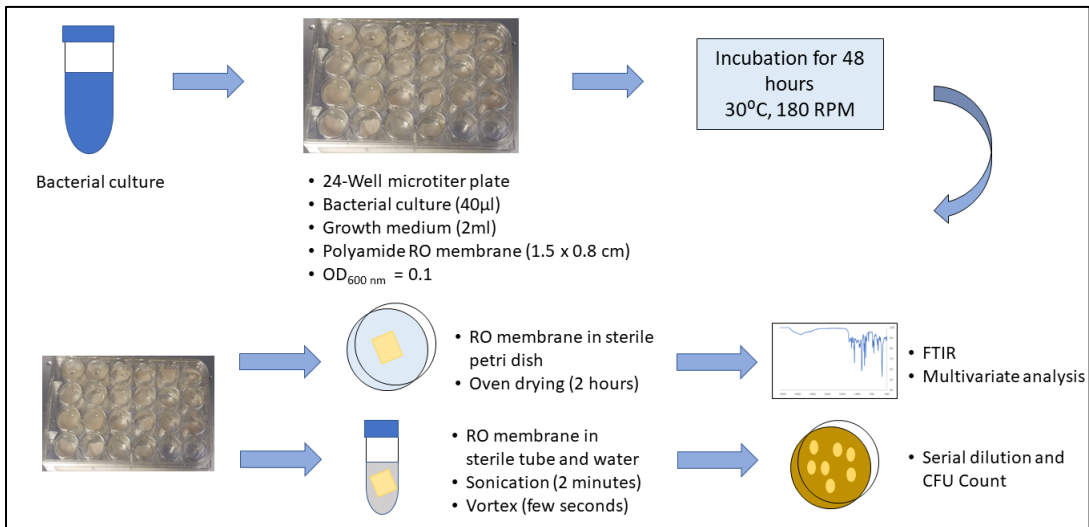 Bacterial culture
• 24-Well microtiter plate
• Bacterial culture (40µl)
• Growth medium (2ml)
• Polyamide RO membrane (1.5 x 0.8 cm)
• OD600 nm = 0.1
Incubation for 48
hours
30⁰C, 180 RPM
• RO membrane in sterile
petri dish
• Oven drying (2 hours)
• FTIR
• Multivariate analysis
• RO membrane in
sterile tube and water
• Sonication (2 minutes)
• Vortex (few seconds)
• Serial dilution and
CFU Count